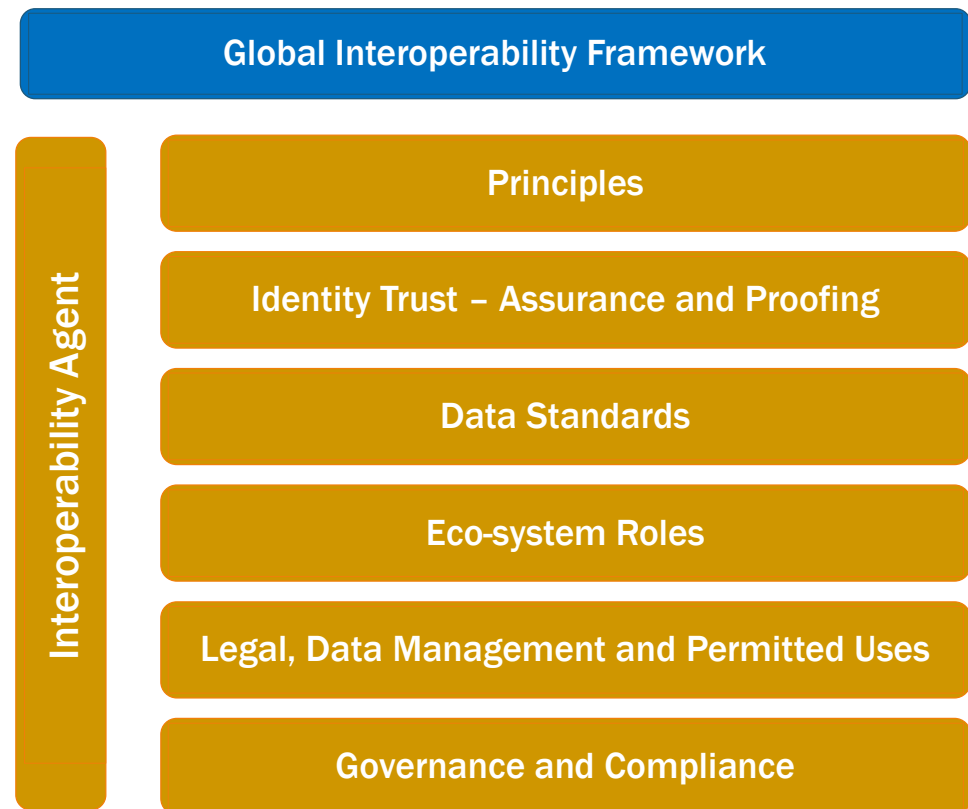 Global Interoperability Framework
Interoperability Agent
Principles
Identity Trust – Assurance and Proofing
Data Standards
Eco-system Roles
Legal, Data Management and Permitted Uses
Governance and Compliance